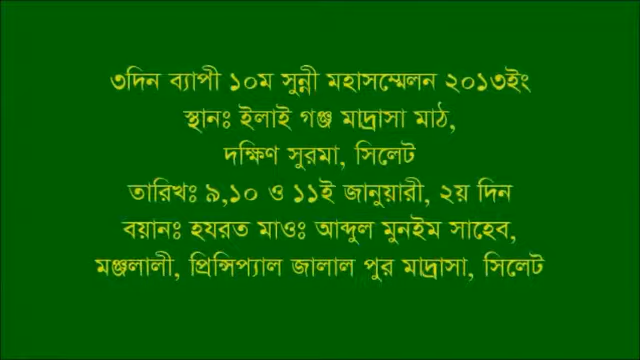 ৩দিন ব্যাপী ১০ম সুন্নী মহাসম্মেলন ২০১৩ইং
স্থানঃ ইলাই গঞ্জ মাদ্রাসা মাঠ,
দক্ষিণ সুরমা, সিলেট
তারিখঃ ৯,১০ ও ১১ই জানুয়ারী, ২য় দিন
বয়ানঃ হযরত মাওঃ আব্দুল মুনইম সাহেব,
মঞ্জলালী, প্রিন্সিপ্যাল জালাল পুর মাদ্রাসা, সিলেট